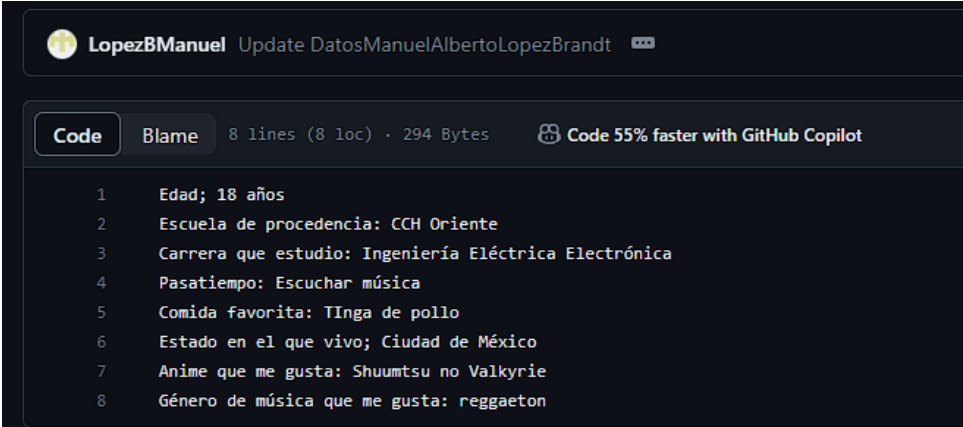 LopezBManuel Update DatosManuelAlbertoLopezBrandt
Code Blame 8 lines (8 loc) · 294 Bytes Code 55% faster with GitHub Copilot
1 Edad; 18 años
2 Escuela de procedencia: CCH Oriente
3 Carrera que estudio: Ingeniería Eléctrica Electrónica
4 Pasatiempo: Escuchar música
5 Comida favorita: TInga de pollo
6 Estado en el que vivo; Ciudad de México
7 Anime que me gusta: Shuumtsu no Valkyrie
8 Género de música que me gusta: reggaeton